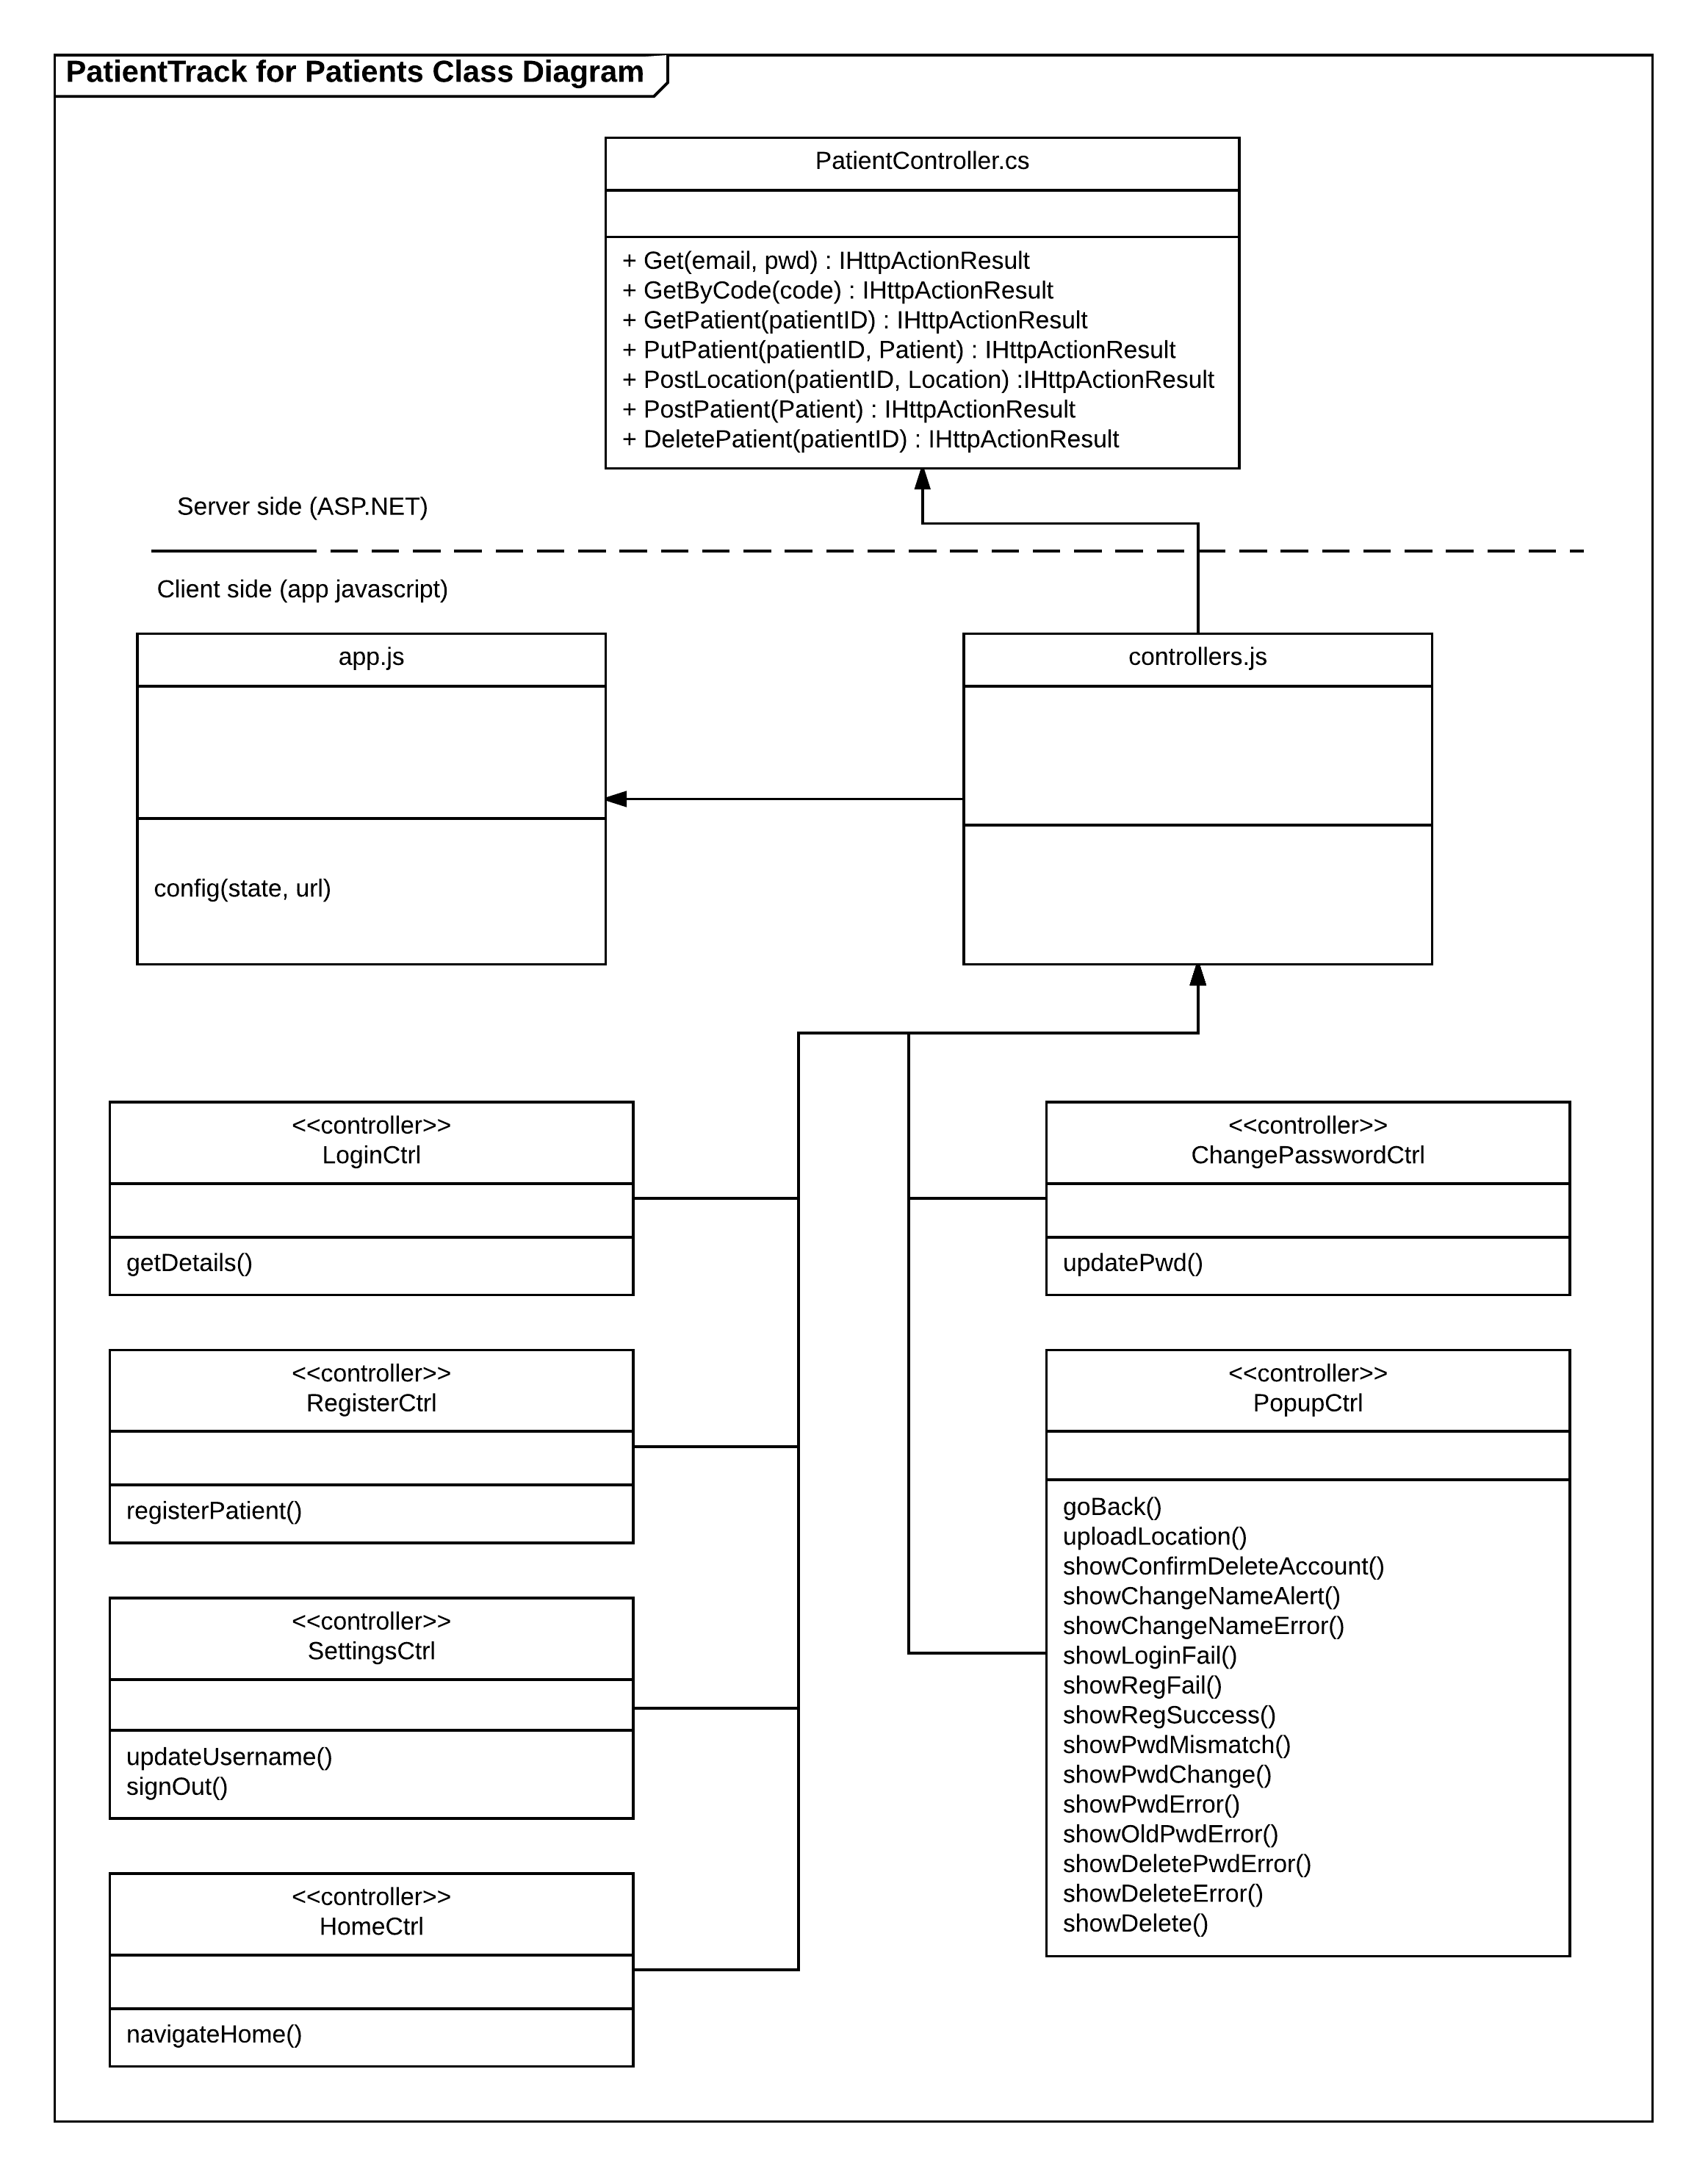 PatientTrack for Patients Class Diagram
PatientController.cs
+ Get(email, pwd) : IHttpActionResult
+ GetByCode(code) : IHttpActionResult
+ GetPatient(patientID) : IHttpActionResult
+ PutPatient(patientID, Patient) : IHttpActionResult
+ PostLocation(patientID, Location) :IHttpActionResult
+ PostPatient(Patient) : IHttpActionResult
+ DeletePatient(patientID) : IHttpActionResult
Server side (ASP.NET)
Client side (app javascript)
app.js
config(state, url)
controllers.js
<<controller>>
LoginCtrl
getDetails()
<<controller>>
ChangePasswordCtrl
updatePwd()
<<controller>>
RegisterCtrl
registerPatient()
<<controller>>
PopupCtrl
goBack()
uploadLocation()
showConfirmDeleteAccount()
showChangeNameAlert()
showChangeNameError()
showLoginFail()
showRegFail()
showRegSuccess()
showPwdMismatch()
showPwdChange()
showPwdError()
showOldPwdError()
showDeletePwdError()
showDeleteError()
showDelete()
<<controller>>
SettingsCtrl
updateUsername()
signOut()
<<controller>>
HomeCtrl
navigateHome()